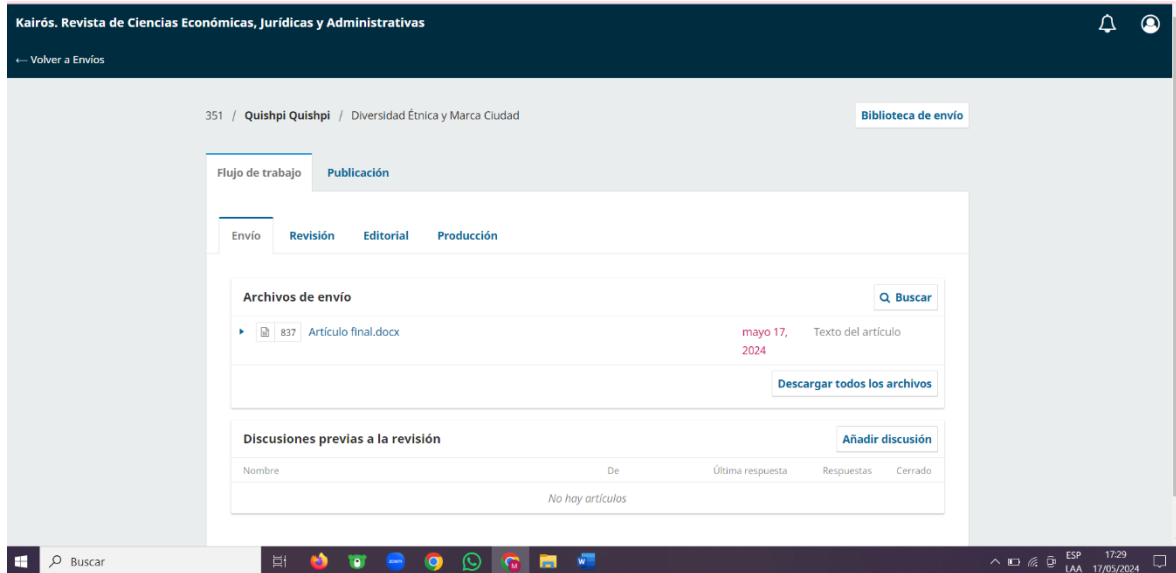 Kairós. Revista de Ciencias Económicas, Jurídicas y Administrativas
← Volver a Envíos
351 / Quishpi Quishpi / Diversidad Étnica y Marca Ciudad
Biblioteca de envío
Flujo de trabajo
Publicación
Envío
Revisión
Editorial
Producción
Archivos de envío
Buscar
837 Artículo final.docx
mayo 17,
2024
Texto del artículo
Descargar todos los archivos
Discusiones previas a la revisión
Añadir discusión
Nombre
De
Última respuesta
Respuestas
Cerrado
No hay artículos
Buscar
zoom
W
M
ESP
LAA
17:29
17/05/2024